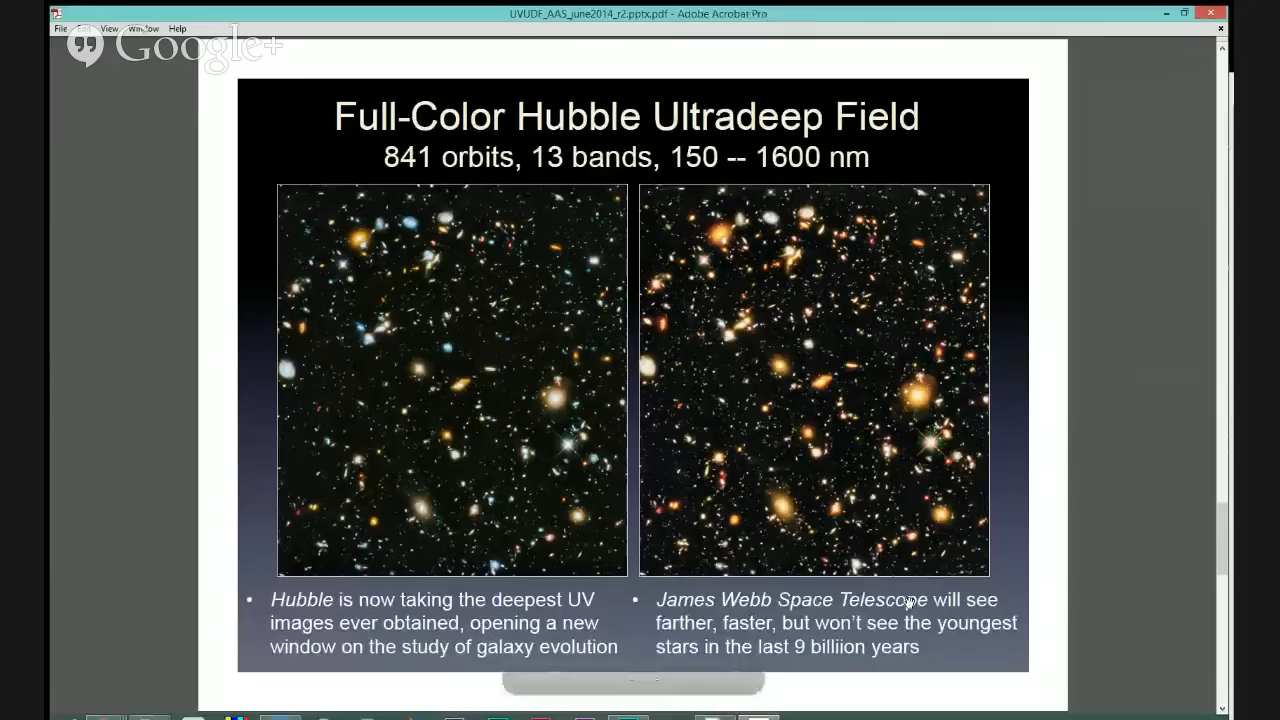 UVUDF_AAS_june2014_r2.pptx.pdf - Adobe Acrobat Pro
File Edit View Window Help
Google+
Full-Color Hubble Ultradeep Field
841 orbits, 13 bands, 150 -- 1600 nm
• Hubble is now taking the deepest UV
images ever obtained, opening a new
window on the study of galaxy evolution
• James Webb Space Telescope will see
farther, faster, but won't see the youngest
stars in the last 9 billiion years